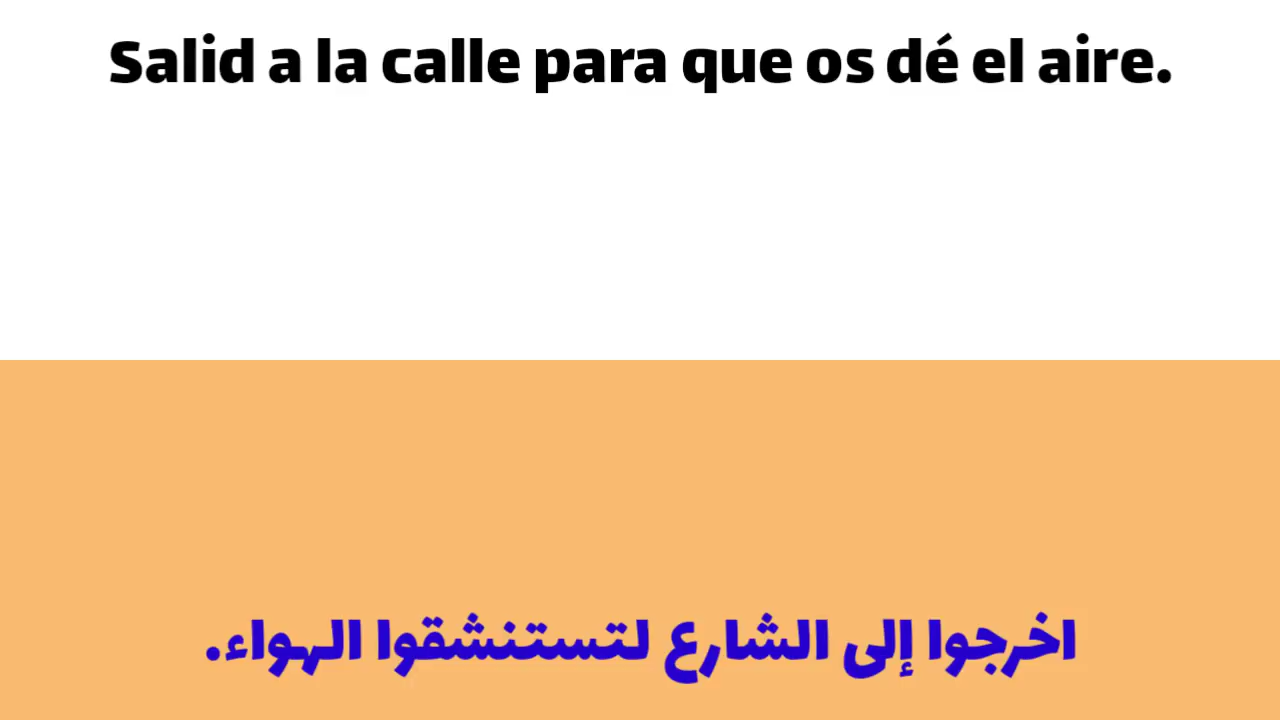 Salid a la calle para que os dé el aire.
اخرجوا إلى الشارع لتستنشقوا الهواء.